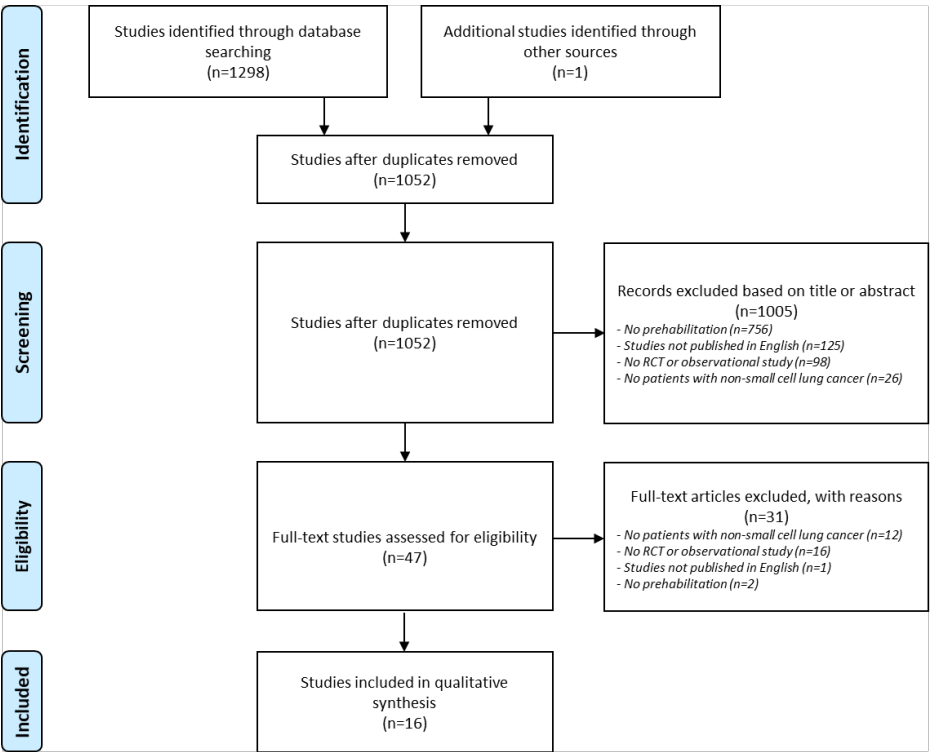 Identification
Studies identified through database
searching
(n=1298)
Additional studies identified through
other sources
(n=1)
Studies after duplicates removed
(n=1052)
Screening
Studies after duplicates removed
(n=1052)
Records excluded based on title or abstract
(n=1005)
- No prehabilitation (n=756)
- Studies not published in English (n=125)
- No RCT or observational study (n=98)
- No patients with non-small cell lung cancer (n=26)
Eligibility
Full-text studies assessed for eligibility
(n=47)
Full-text articles excluded, with reasons
(n=31)
- No patients with non-small cell lung cancer (n=12)
- No RCT or observational study (n=16)
- Studies not published in English (n=1)
- No prehabilitation (n=2)
Included
Studies included in qualitative
synthesis
(n=16)